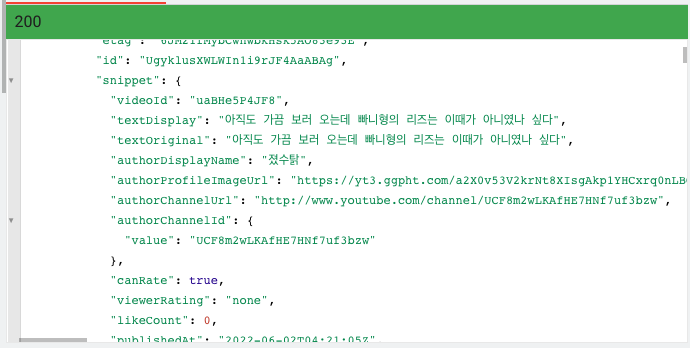 200
"id": "UgyklusXWLWIn1i9rJF4AaABAg",
"snippet": {
"videoId": "uaBHe5P4JF8",
"textDisplay": "아직도 가끔 보러 오는데 빠니형의 리즈는 이때가 아니였나 싶다",
"textOriginal": "아직도 가끔 보러 오는데 빠니형의 리즈는 이때가 아니였나 싶다",
"authorDisplayName": "졌수탉",
"authorProfileImageUrl": "https://yt3.ggpht.com/a2X0v53V2krNt8XIsgAkp1YHCxrq0nLB
"authorChannelUrl": "http://www.youtube.com/channel/UCF8m2wLKAfHE7HNf7uf3bzw",
"authorChannelId": {
"value": "UCF8m2wLKAfHE7HNf7uf3bzw"
},
"canRate": true,
"viewerRating": "none",
"likeCount": 0,
"publishedAt": "2022-06-02T04:21:05Z",